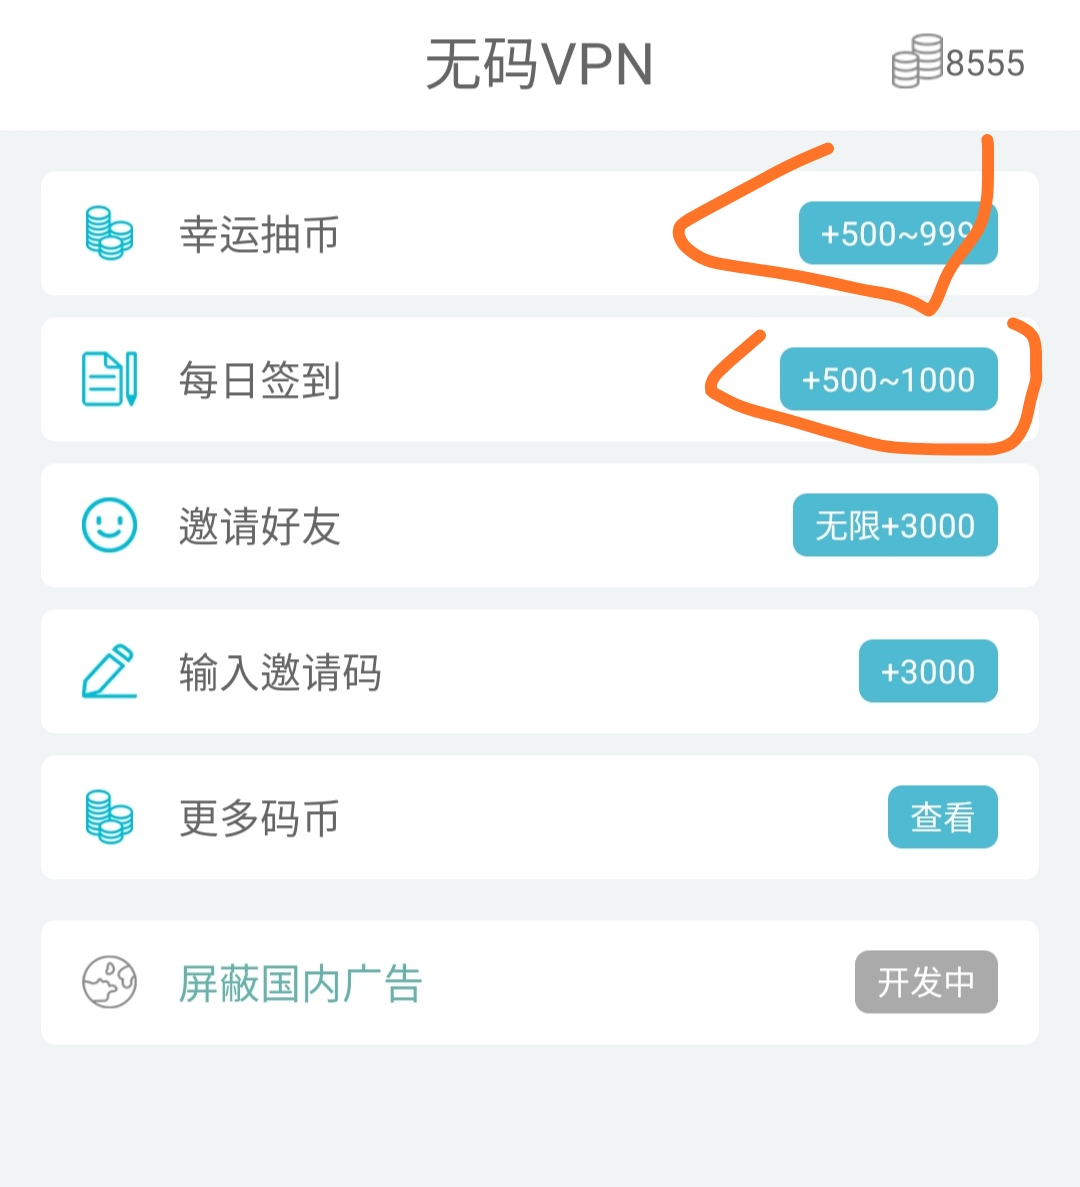 无码VPN
8555
幸运抽币
+500~999
每日签到
+500~1000
邀请好友
无限+3000
输入邀请码
+3000
更多码币
查看
屏蔽国内广告
开发中